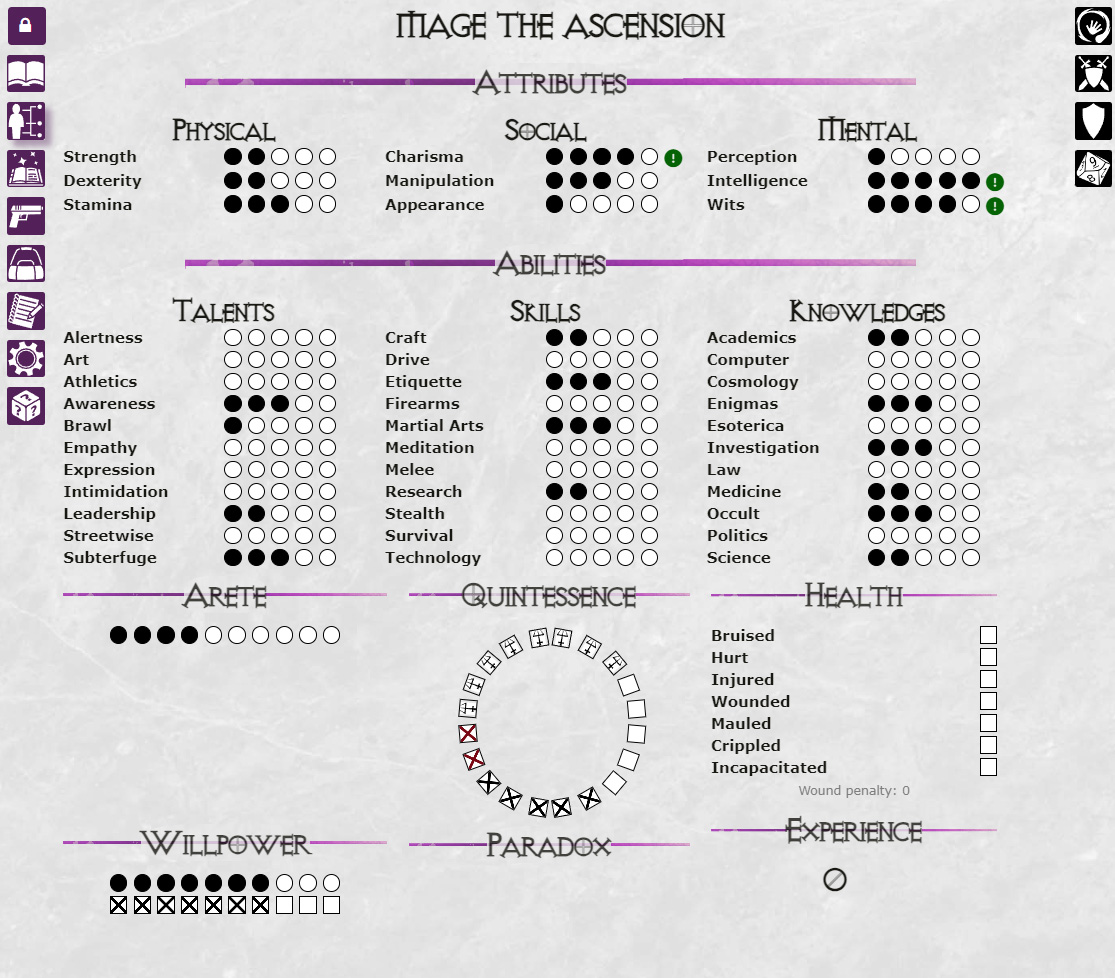 Mage The Ascension
Attributes
Physical Social Mental
Strength Charisma ! Perception
Dexterity Manipulation Intelligence !
Stamina Appearance Wits !
Abilities
Talents Skills Knowledges
Alertness Craft Academics
Art Drive Computer
Athletics Etiquette Cosmology
Awareness Firearms Enigmas
Brawl Martial Arts Esoterica
Empathy Meditation Investigation
Expression Melee Law
Intimidation Research Medicine
Leadership Stealth Occult
Streetwise Survival Politics
Subterfuge Technology Science
Arete Quintessence Health
Bruised
Hurt
Injured
Wounded
Mauled
Crippled
Incapacitated
Wound penalty: 0
Willpower Paradox Experience